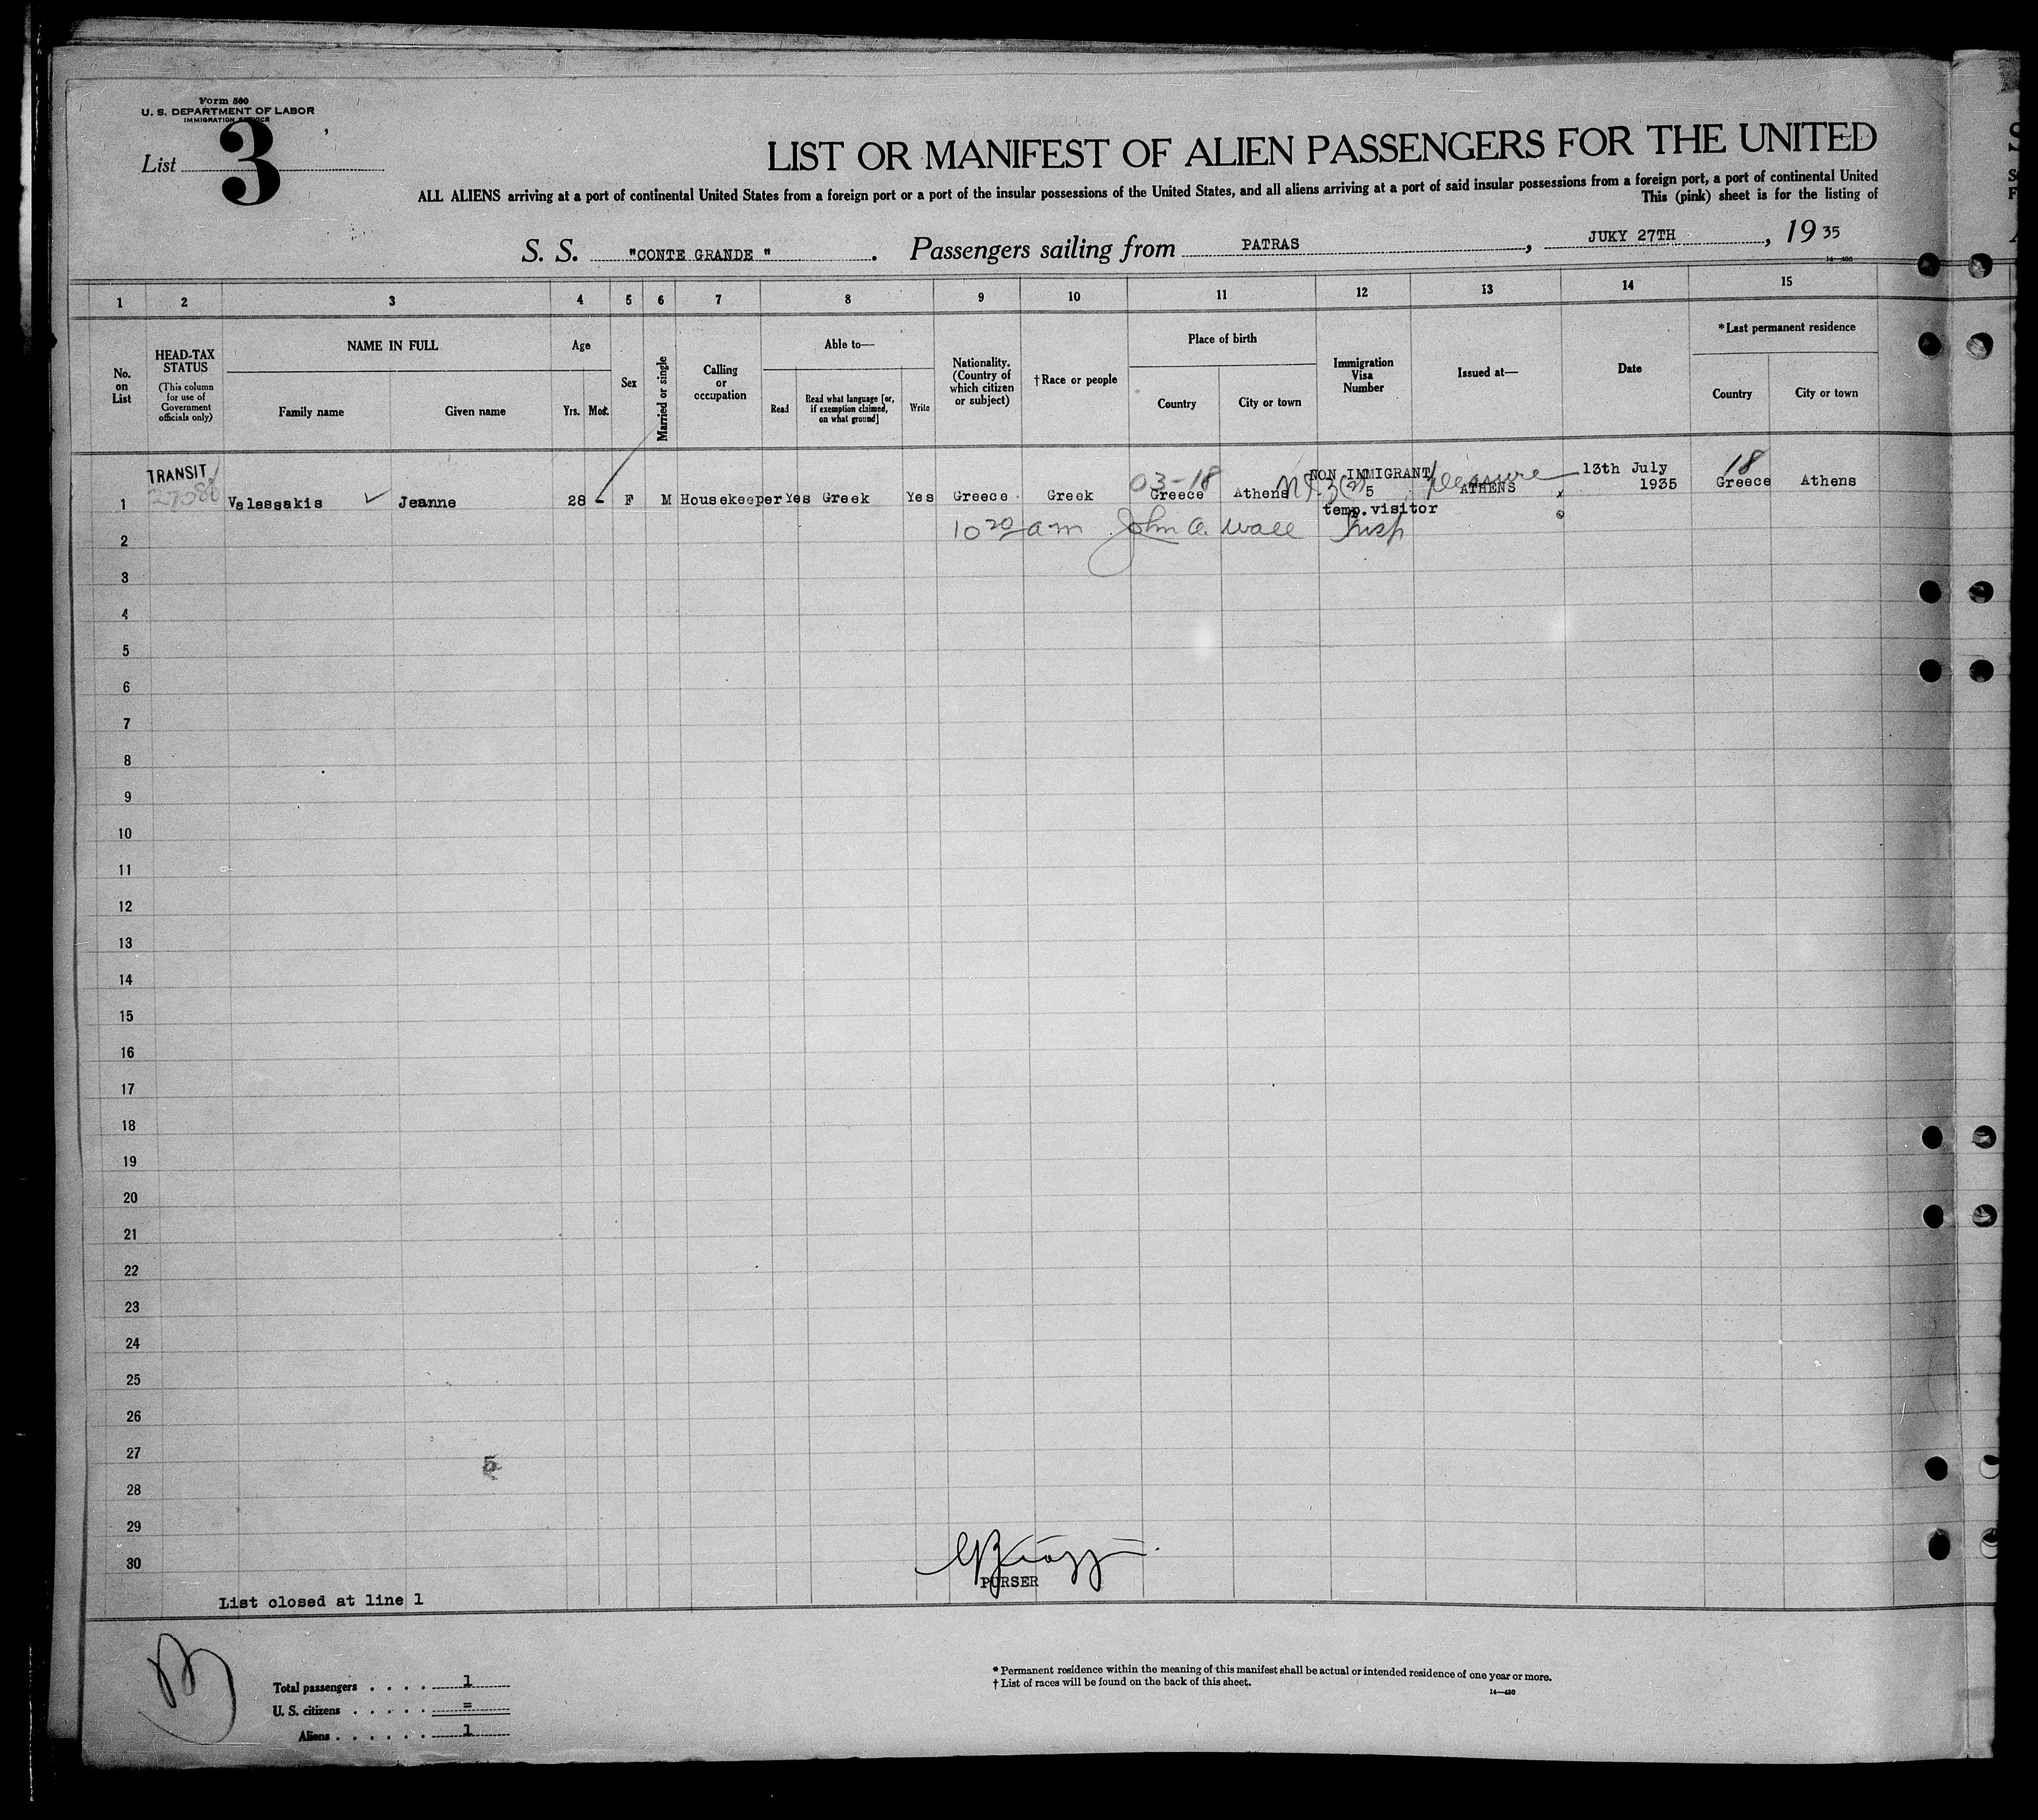 Form 500
U. S. DEPARTMENT OF LABOR
IMMIGRATION SERVICE
List 3
LIST OR MANIFEST OF ALIEN PASSENGERS FOR THE UNITED
ALL ALIENS arriving at a port of continental United States from a foreign port or a port of the insular possessions of the United States, and all aliens arriving at a port of said insular possessions from a foreign port, a port of continental United
This (pink) sheet is for the listing of
S. S. "CONTE GRANDE ". Passengers sailing from PATRAS, JUKY 27TH, 1935
14—430
1 2 3 4 5 6 7 8 9 10 11 12 13 14 15
No. on List
HEAD-TAX STATUS
(This column for use of Government officials only)
NAME IN FULL
Family name
Given name
Age
Yrs.
Mos.
Sex
Married or single
Calling or occupation
Able to—
Read
Read what language [or, if exemption claimed, on what ground]
Write
Nationality. (Country of which citizen or subject)
†Race or people
Place of birth
Country
City or town
Immigration Visa Number
Issued at—
Date
*Last permanent residence
Country
City or town
TRANSIT
03-18
NON IMMIGRANT pleasure
13th July
18
1 Valassakis ✓ Jeanne 28 - F M Housekeeper Yes Greek Yes Greece Greek Greece Athens 3(2) 5 ATHENS 1935 Greece Athens
temp.visitor
10 20 am John A. Wall Insp
2
3
4
5
6
7
8
9
10
11
12
13
14
15
16
17
18
19
20
21
22
23
24
25
26
27
5
28
29
30
PURSER
List closed at line 1
Total passengers . . . . 1
U. S. citizens . . . . . =
Aliens . . . . . . 1
* Permanent residence within the meaning of this manifest shall be actual or intended residence of one year or more.
† List of races will be found on the back of this sheet.
14—430